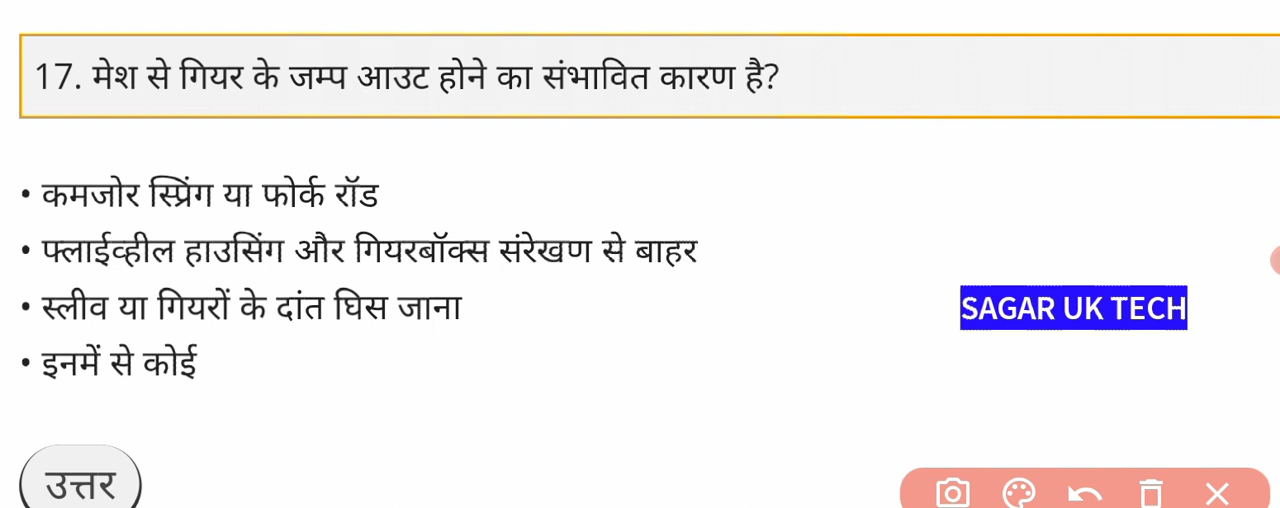 17. मेश से गियर के जम्प आउट होने का संभावित कारण है?
• कमजोर स्प्रिंग या फोर्क रॉड
• फ्लाईव्हील हाउसिंग और गियरबॉक्स संरेखण से बाहर
• स्लीव या गियरों के दांत घिस जाना
SAGAR UK TECH
• इनमें से कोई
उत्तर